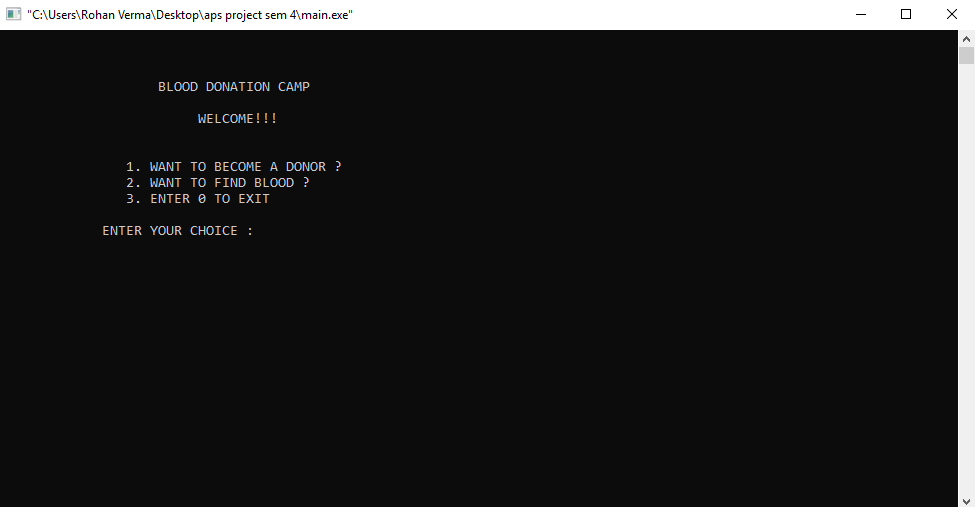 "C:\Users\Rohan Verma\Desktop\aps project sem 4\main.exe"
BLOOD DONATION CAMP
WELCOME!!!
1. WANT TO BECOME A DONOR ?
2. WANT TO FIND BLOOD ?
3. ENTER 0 TO EXIT
ENTER YOUR CHOICE :